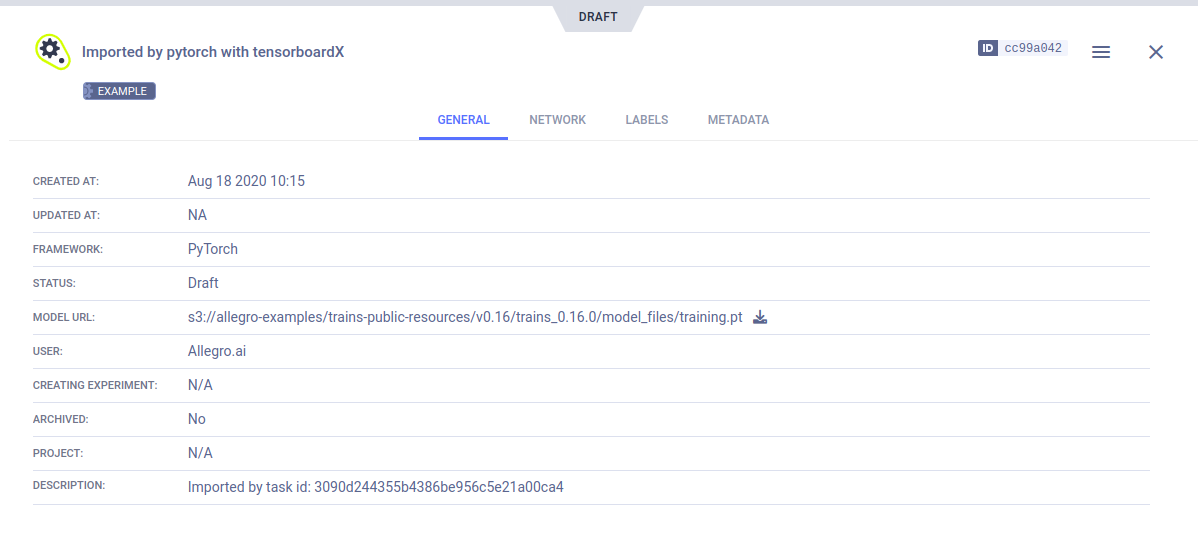 DRAFT
Imported by pytorch with tensorboardX
ID cc99a042
EXAMPLE
GENERAL NETWORK LABELS METADATA
CREATED AT: Aug 18 2020 10:15
UPDATED AT: NA
FRAMEWORK: PyTorch
STATUS: Draft
MODEL URL: s3://allegro-examples/trains-public-resources/v0.16/trains_0.16.0/model_files/training.pt
USER: Allegro.ai
CREATING EXPERIMENT: N/A
ARCHIVED: No
PROJECT: N/A
DESCRIPTION: Imported by task id: 3090d244355b4386be956c5e21a00ca4